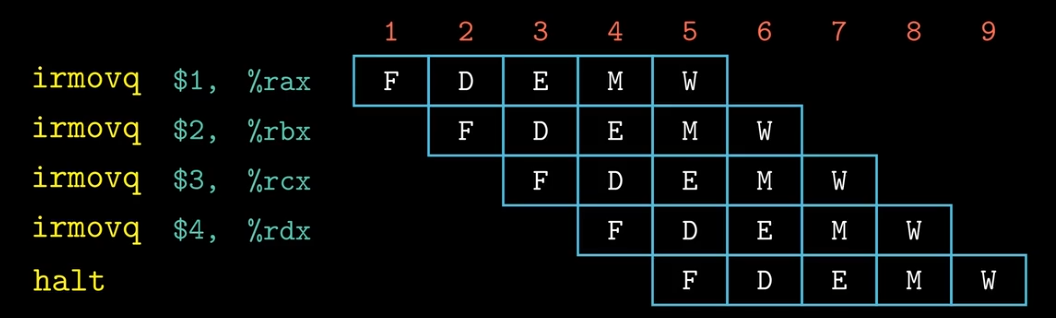 1 2 3 4 5 6 7 8 9
irmovq $1, %rax F D E M W
irmovq $2, %rbx F D E M W
irmovq $3, %rcx F D E M W
irmovq $4, %rdx F D E M W
halt F D E M W